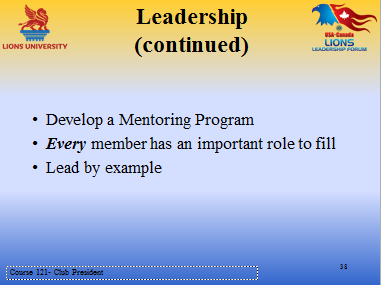 Leadership
(continued)
LIONS UNIVERSITY
USA-Canada
LIONS
LEADERSHIP FORUM
• Develop a Mentoring Program
• Every member has an important role to fill
• Lead by example
Course 121- Club President
38